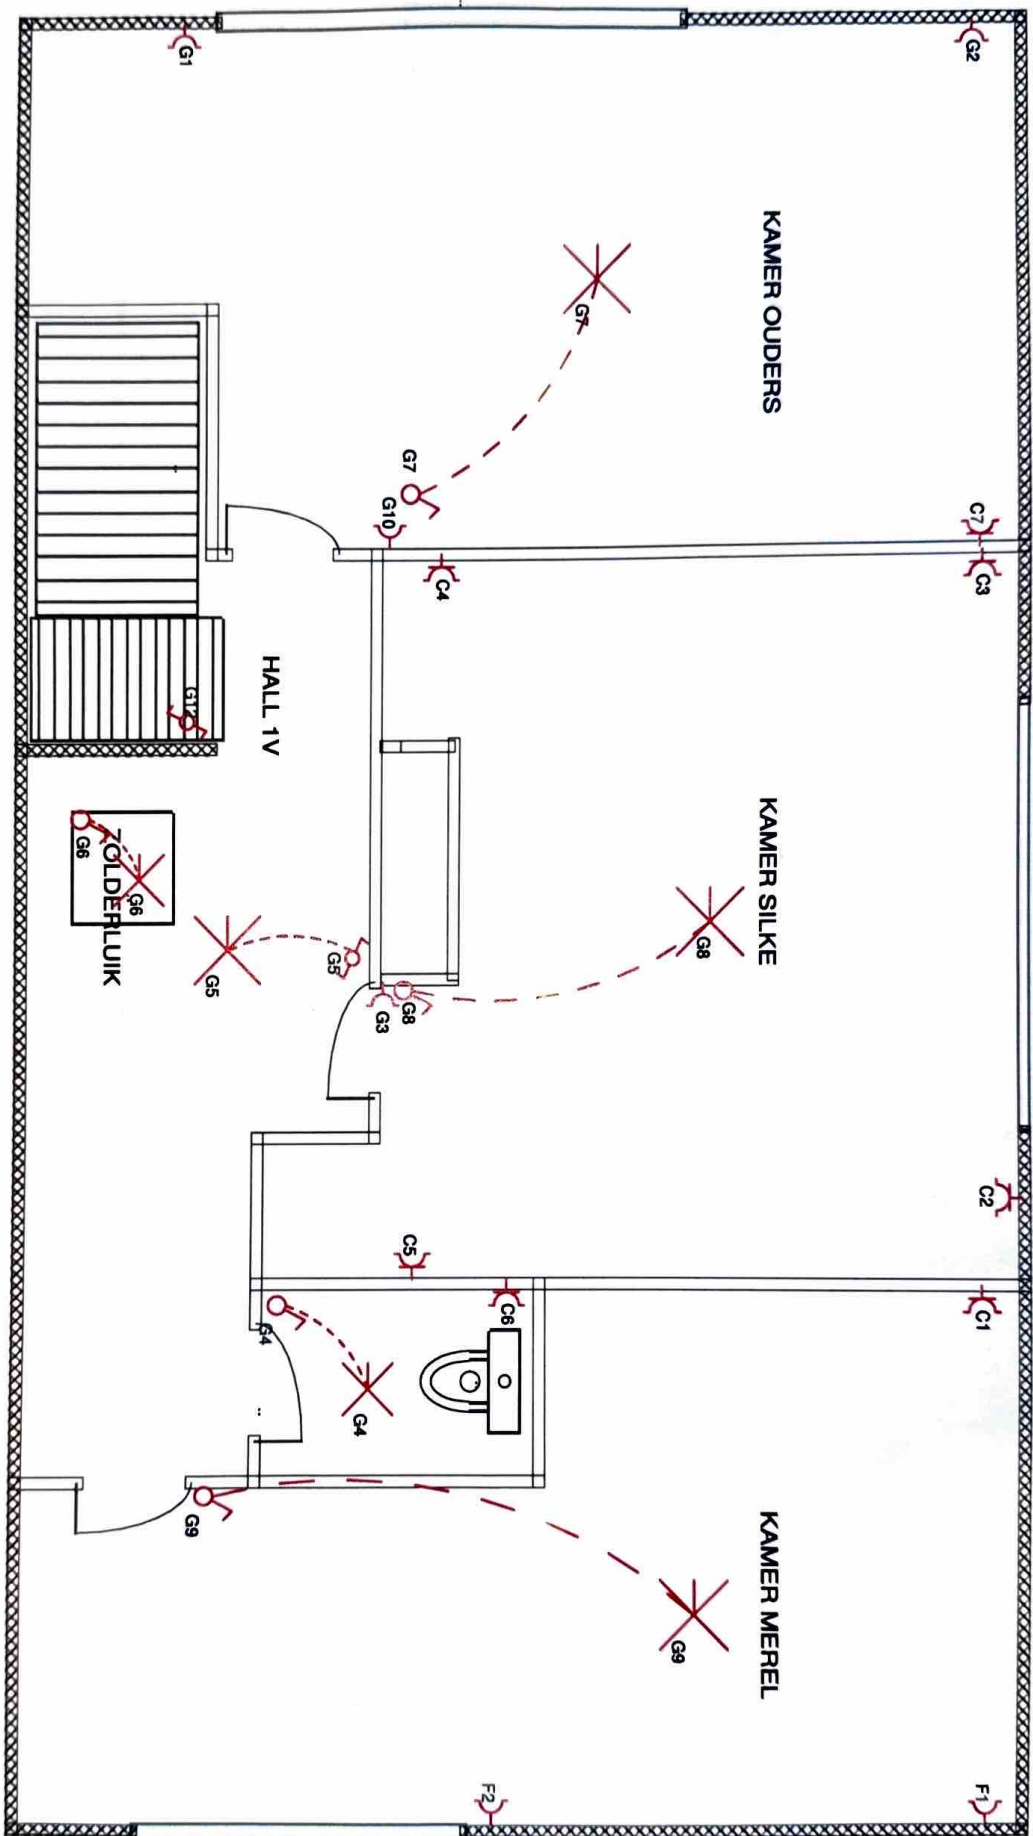 G1
G2
KAMER OUDERS
G7
G7
G10
C7
C4
C3
HALL 1V
G12
KAMER SILKE
G6
G6
ZOLDERLUIK
G5
G5
G8
G8
G3
C2
C5
C6
C1
G4
G4
G9
KAMER MEREL
G9
F2
F1